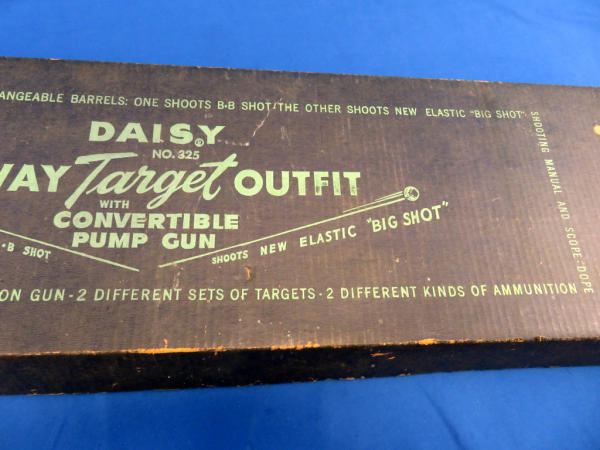 ANGEABLE BARRELS: ONE SHOOTS B•B SHOT/THE OTHER SHOOTS NEW ELASTIC "BIG SHOT"
DAISY®
NO. 325
WAY Target OUTFIT
WITH
CONVERTIBLE
PUMP GUN
•B SHOT
SHOOTS NEW ELASTIC "BIG SHOT"
ON GUN - 2 DIFFERENT SETS OF TARGETS - 2 DIFFERENT KINDS OF AMMUNITION
SHOOTING MANUAL AND SCOPE-DOPE